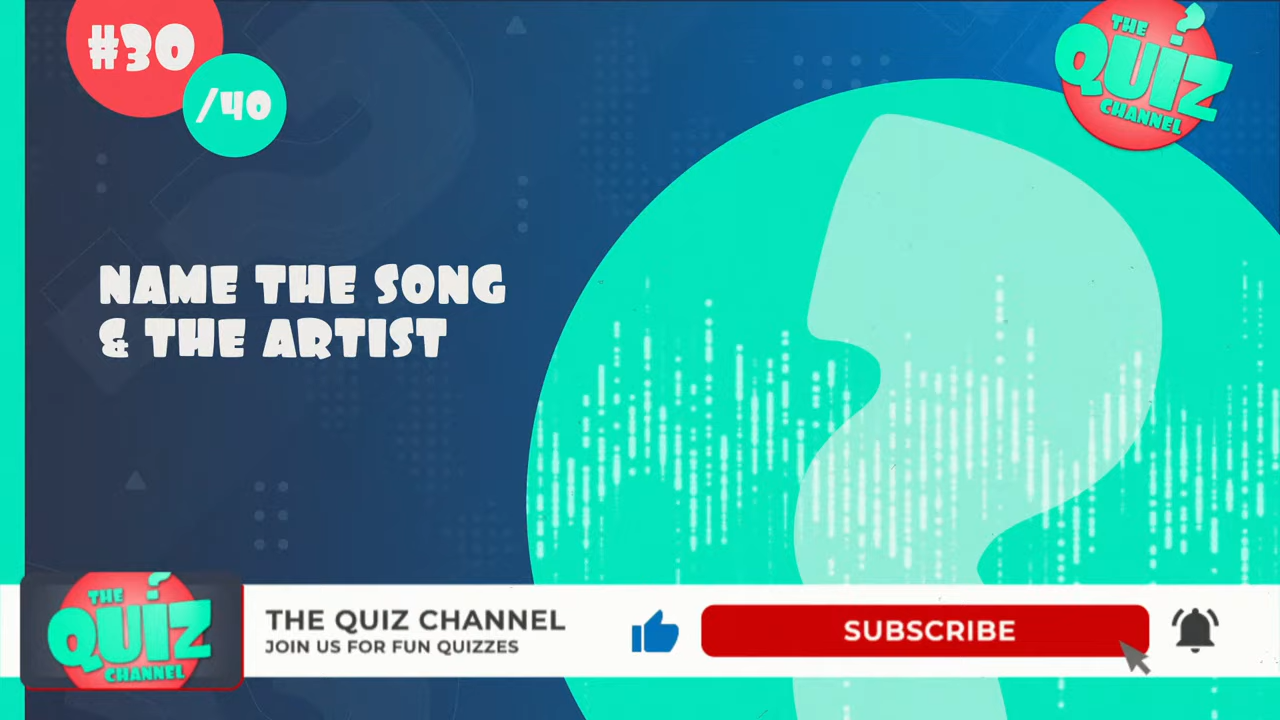 #30
/40
THE
QUIZ
CHANNEL
NAME THE SONG
& THE ARTIST
THE
QUIZ
CHANNEL
THE QUIZ CHANNEL
JOIN US FOR FUN QUIZZES
SUBSCRIBE